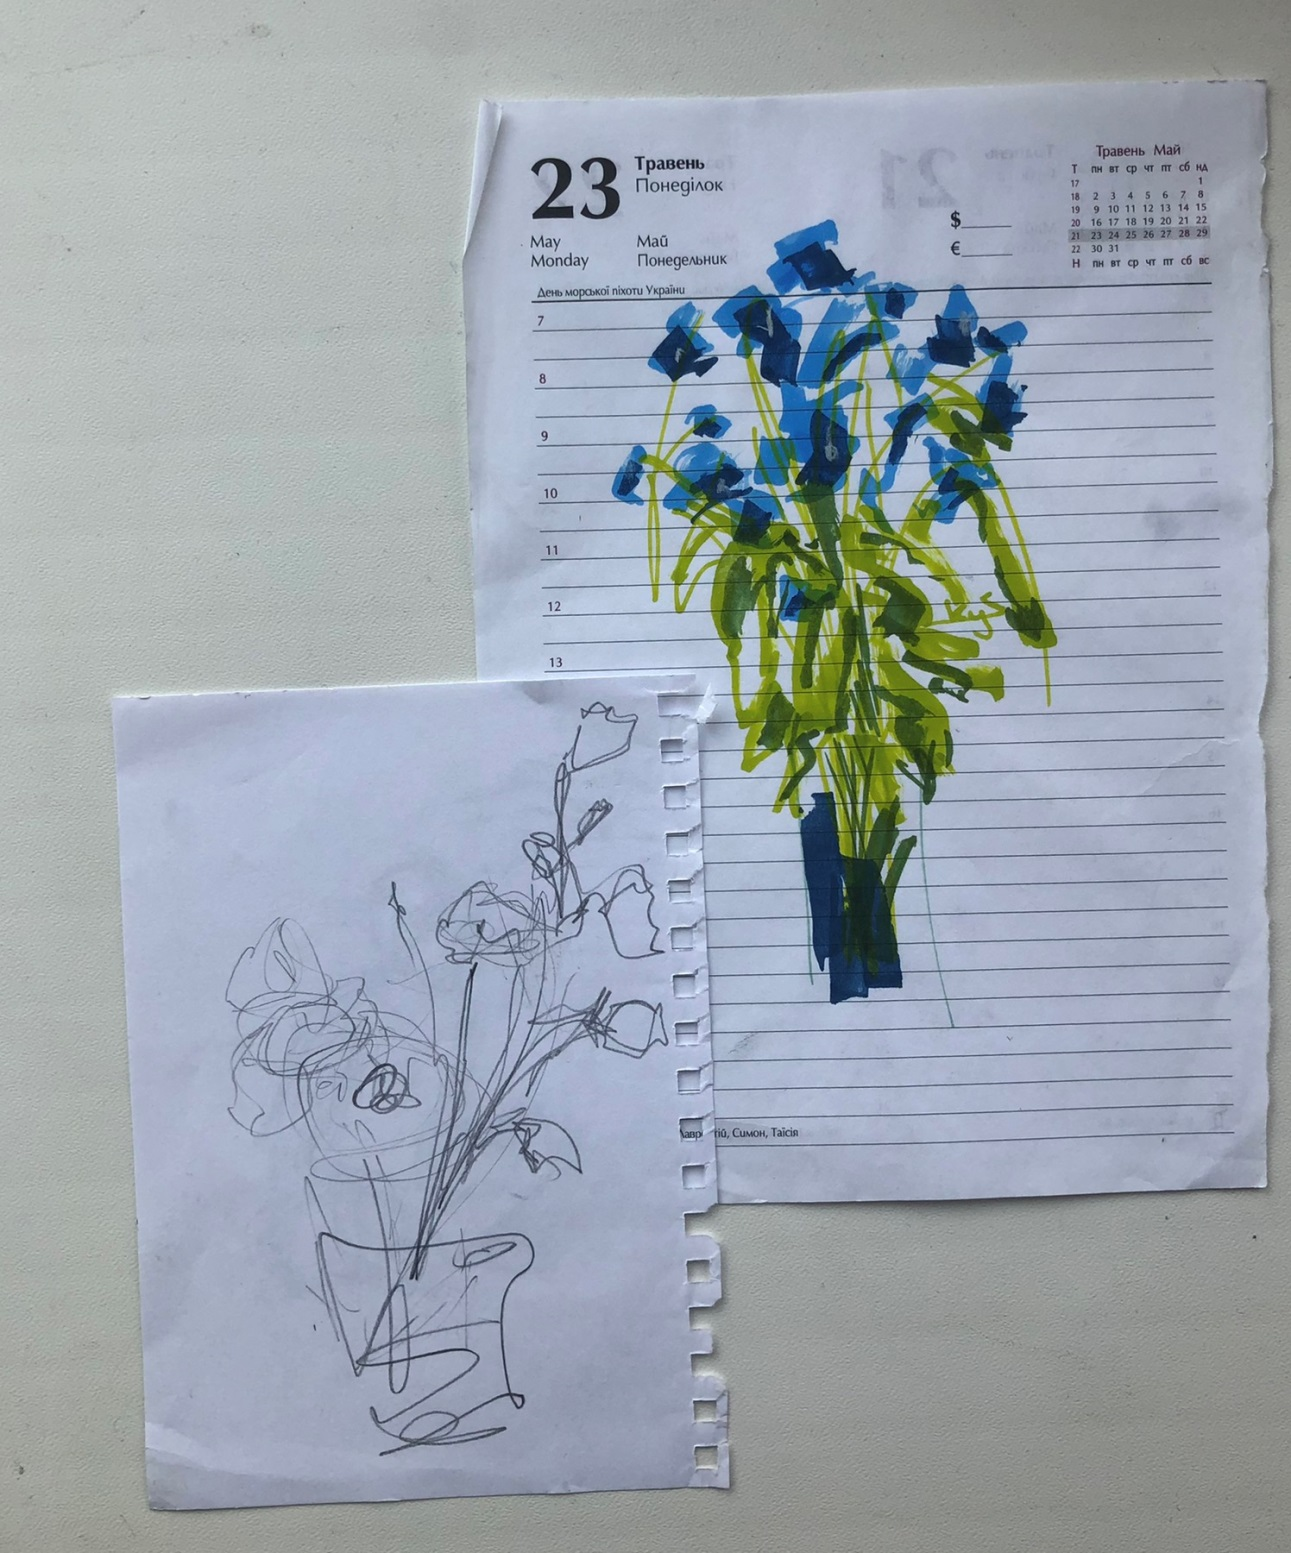 23
Травень
Понеділок
May
Monday
Май
Понедельник
$
€
Травень Май
Т пн вт ср чт пт сб нд
17 1
18 2 3 4 5 6 7 8
19 9 10 11 12 13 14 15
20 16 17 18 19 20 21 22
21 23 24 25 26 27 28 29
22 30 31
Н пн вт ср чт пт сб вс
День морської піхоти України
7
8
9
10
11
12
13
Симон, Таїсія